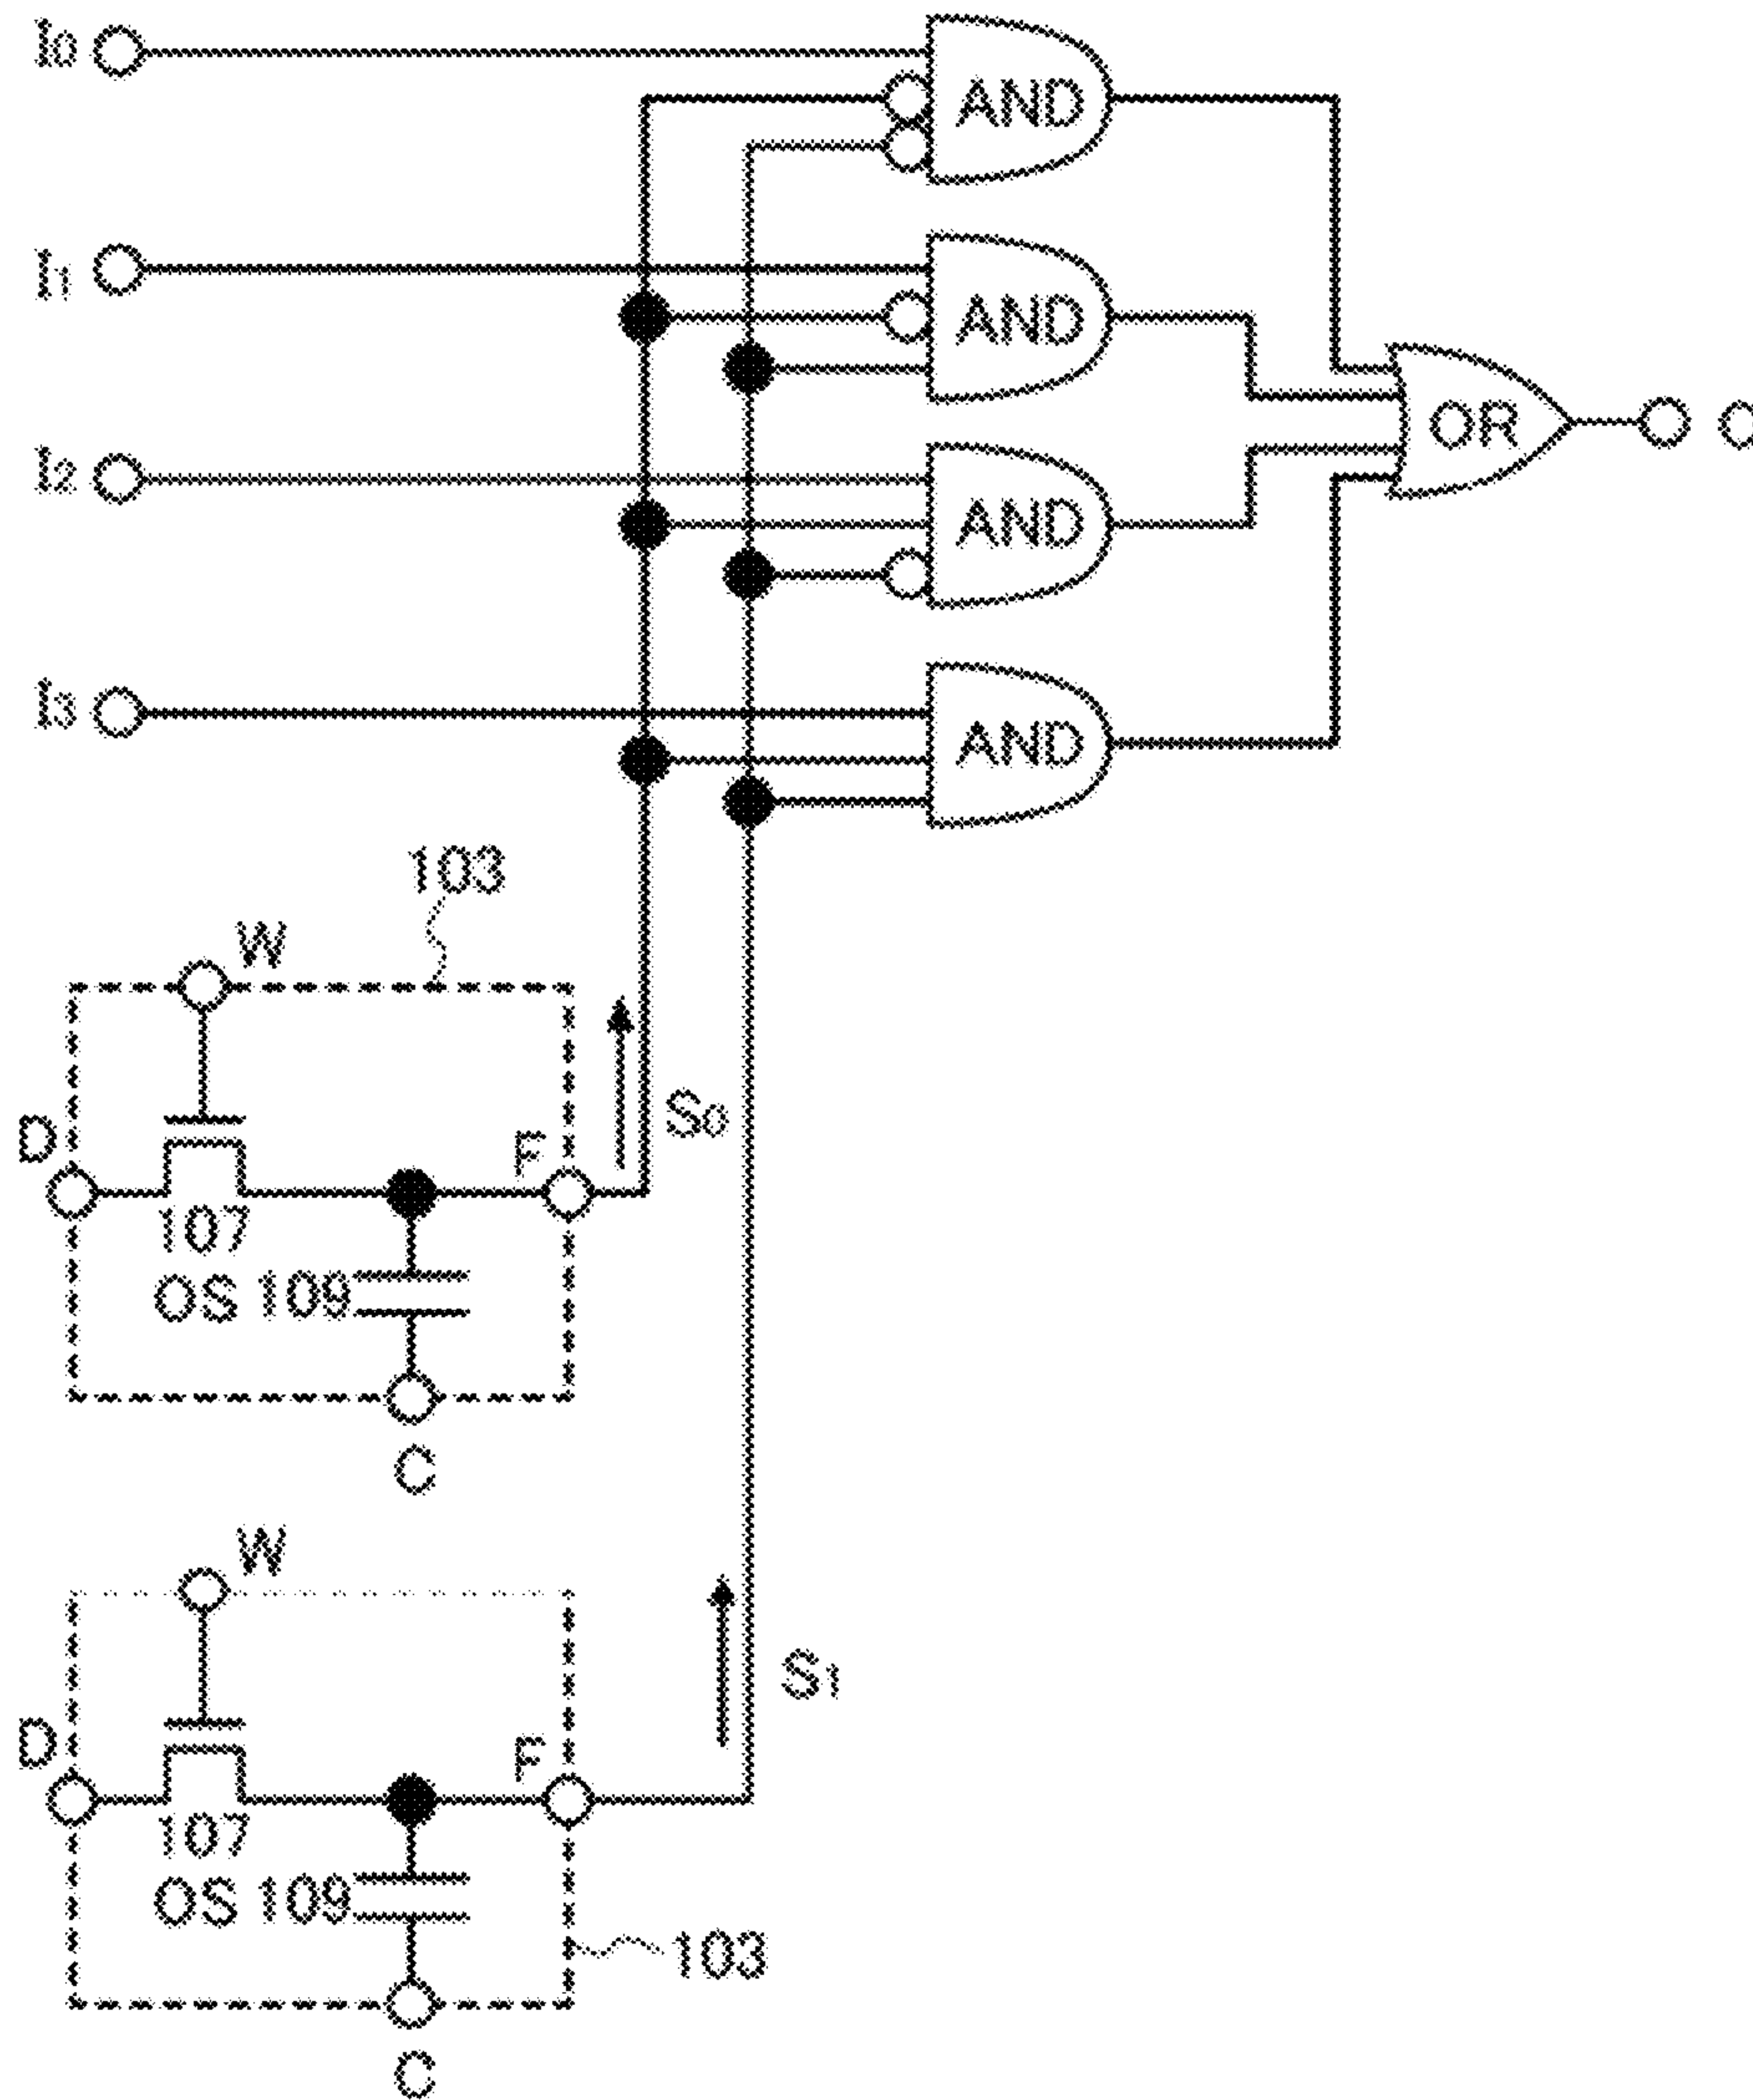 I0
AND
I1
AND
OR
O
I2
AND
I3
AND
103
W
D
F
S0
107
OS 109
C
W
D
F
S1
107
OS 109
103
C